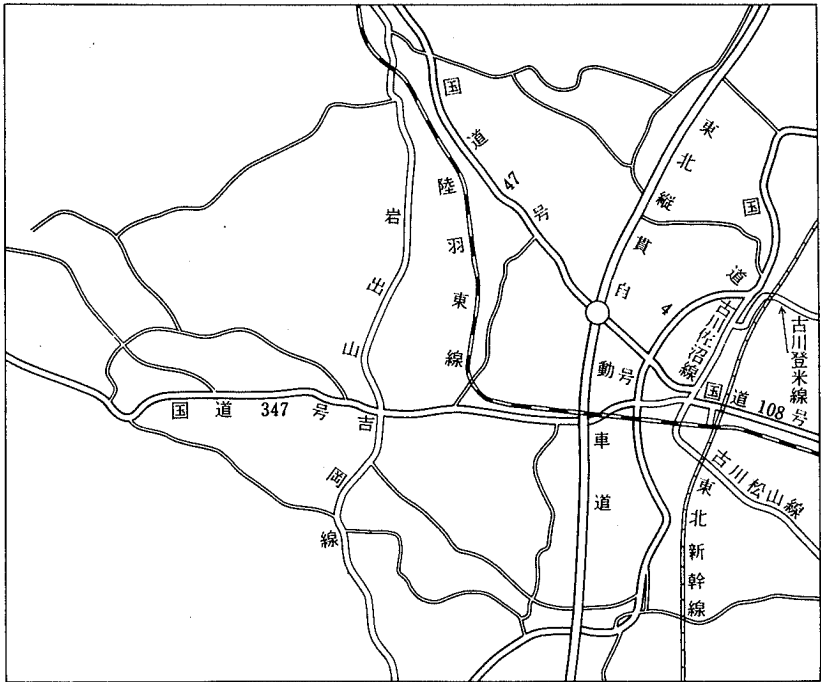 国道47号
陸羽東線
岩出山吉岡線
東北縦貫自動車道
国道4号
古川佐沼線
古川登米線
国道108号
国道347号
古川松山線
東北新幹線